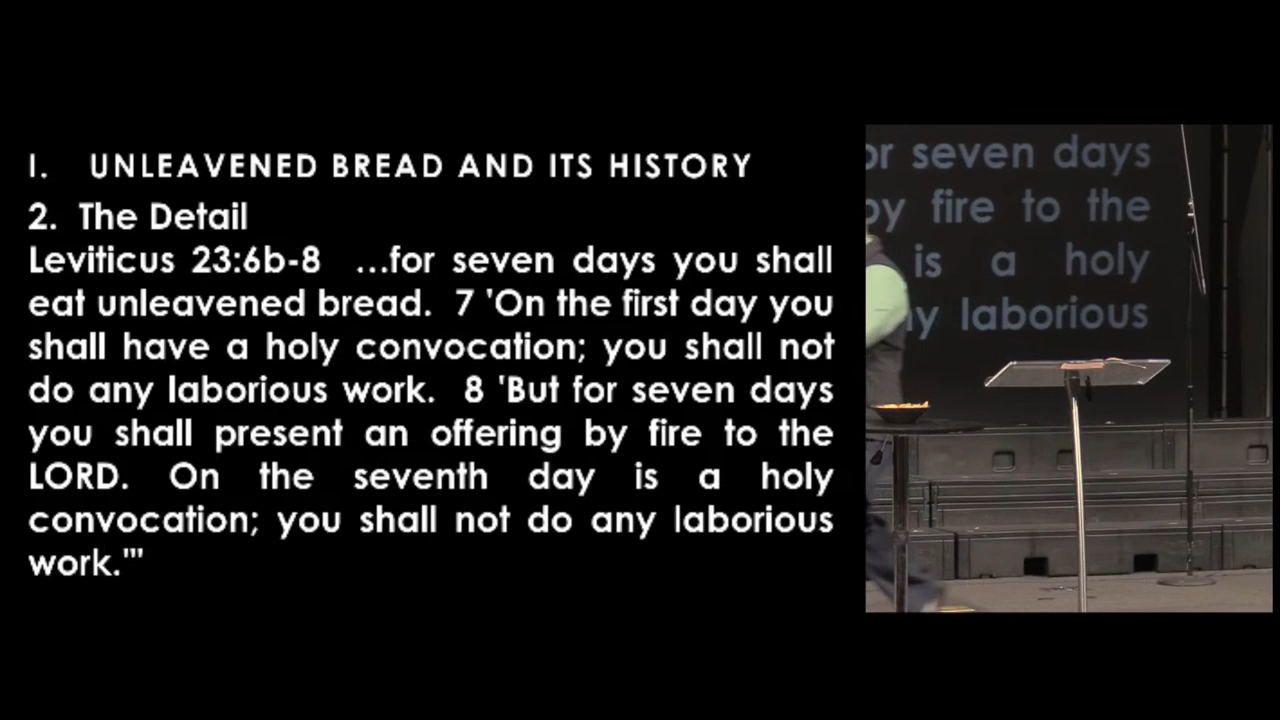 I. UNLEAVENED BREAD AND ITS HISTORY
2. The Detail
Leviticus 23:6b-8 ...for seven days you shall
eat unleavened bread. 7 'On the first day you
shall have a holy convocation; you shall not
do any laborious work. 8 'But for seven days
you shall present an offering by fire to the
LORD. On the seventh day is a holy
convocation; you shall not do any laborious
work.'"
or seven days
by fire to the
is a holy
ny laborious